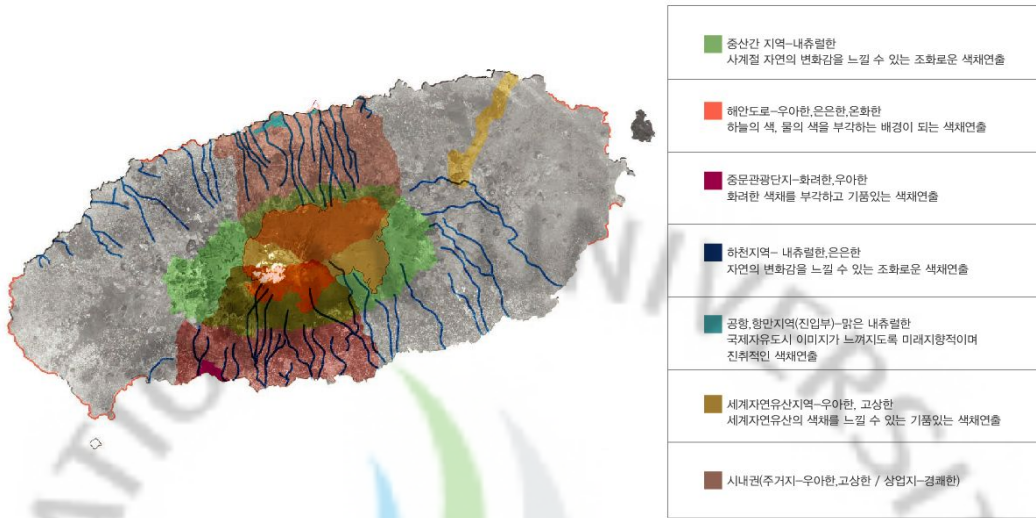 중산간 지역-내츄럴한
사계절 자연의 변화감을 느낄 수 있는 조화로운 색채연출
해안도로-우아한,은은한,온화한
하늘의 색, 물의 색을 부각하는 배경이 되는 색채연출
중문관광단지-화려한,우아한
화려한 색채를 부각하고 기품있는 색채연출
하천지역- 내츄럴한,은은한
자연의 변화감을 느낄 수 있는 조화로운 색채연출
공항,항만지역(진입부)-맑은 내츄럴한
국제자유도시 이미지가 느껴지도록 미래지향적이며
진취적인 색채연출
세계자연유산지역-우아한, 고상한
세계자연유산의 색채를 느낄 수 있는 기품있는 색채연출
시내권(주거지-우아한,고상한 / 상업지-경쾌한)